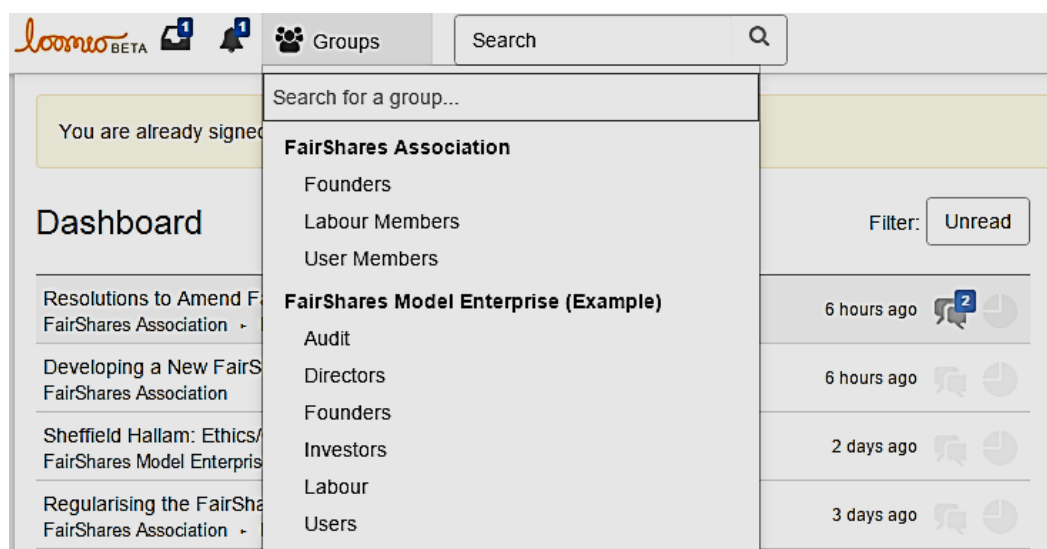 loomio BETA 1 1 Groups Search
Search for a group...
You are already signed
FairShares Association
Founders
Labour Members
User Members
Dashboard
Filter: Unread
FairShares Model Enterprise (Example)
Audit
Directors
Founders
Investors
Labour
Users
Resolutions to Amend
FairShares Association
6 hours ago 2
Developing a New FairS
FairShares Association
6 hours ago
Sheffield Hallam: Ethics/
FairShares Model Enterpris
2 days ago
Regularising the FairSha
FairShares Association
3 days ago